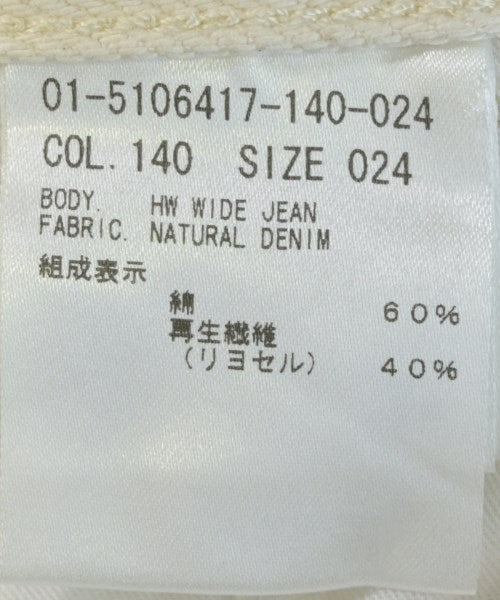 01-5106417-140-024
COL. 140 SIZE 024
BODY. HW WIDE JEAN
FABRIC. NATURAL DENIM
組成表示
綿 60%
再生繊維
(リヨセル) 40%